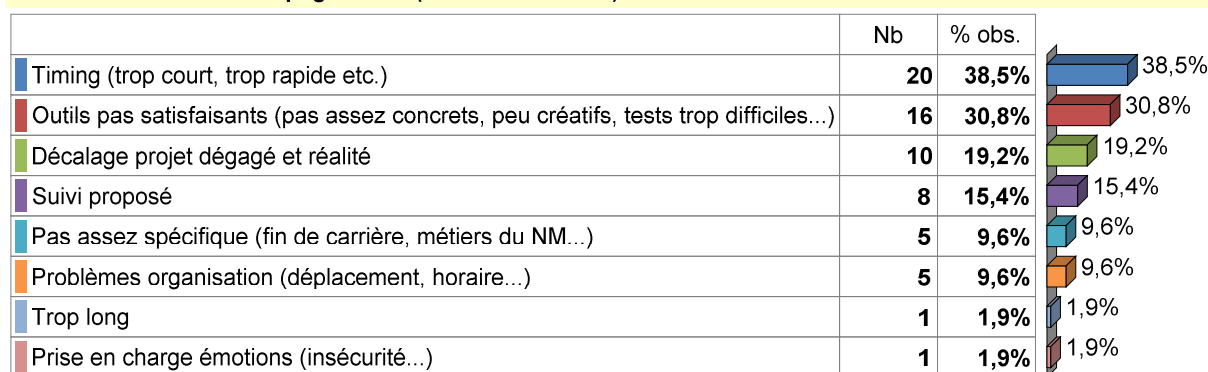 Nb % obs.
Timing (trop court, trop rapide etc.) 20 38,5% 38,5%
Outils pas satisfaisants (pas assez concrets, peu créatifs, tests trop difficiles...) 16 30,8% 30,8%
Décalage projet dégagé et réalité 10 19,2% 19,2%
Suivi proposé 8 15,4% 15,4%
Pas assez spécifique (fin de carrière, métiers du NM...) 5 9,6% 9,6%
Problèmes organisation (déplacement, horaire...) 5 9,6% 9,6%
Trop long 1 1,9% 1,9%
Prise en charge émotions (insécurité...) 1 1,9% 1,9%